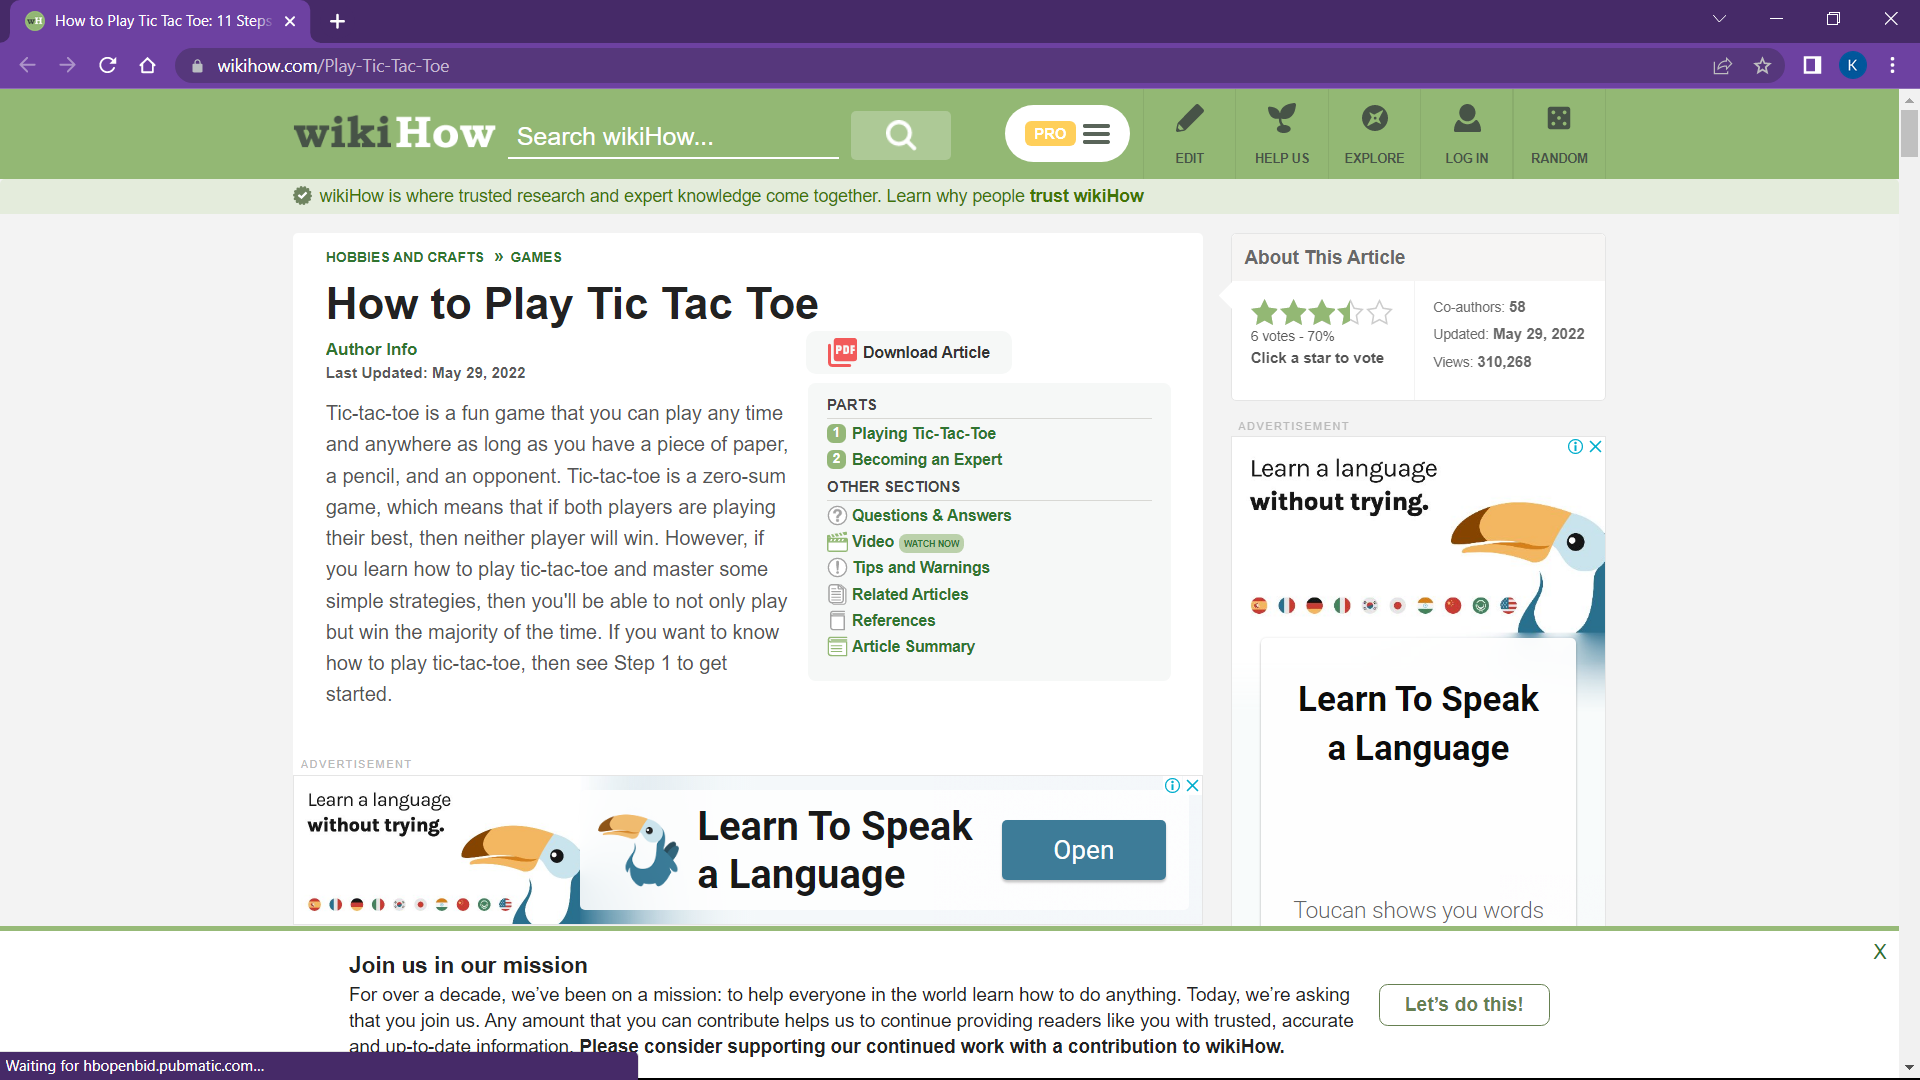 How to Play Tic Tac Toe: 11 Steps
wikihow.com/Play-Tic-Tac-Toe
K
wikiHow
Search wikiHow...
PRO
EDIT
HELP US
EXPLORE
LOG IN
RANDOM
wikiHow is where trusted research and expert knowledge come together. Learn why people trust wikiHow
HOBBIES AND CRAFTS » GAMES
How to Play Tic Tac Toe
Author Info
Last Updated: May 29, 2022
PDF Download Article
Tic-tac-toe is a fun game that you can play any time
and anywhere as long as you have a piece of paper,
a pencil, and an opponent. Tic-tac-toe is a zero-sum
game, which means that if both players are playing
their best, then neither player will win. However, if
you learn how to play tic-tac-toe and master some
simple strategies, then you'll be able to not only play
but win the majority of the time. If you want to know
how to play tic-tac-toe, then see Step 1 to get
started.
PARTS
1 Playing Tic-Tac-Toe
2 Becoming an Expert
OTHER SECTIONS
Questions & Answers
Video WATCH NOW
Tips and Warnings
Related Articles
References
Article Summary
About This Article
6 votes - 70%
Click a star to vote
Co-authors: 58
Updated: May 29, 2022
Views: 310,268
ADVERTISEMENT
Learn a language
without trying.
Learn To Speak
a Language
Toucan shows you words
ADVERTISEMENT
Learn a language
without trying.
Learn To Speak
a Language
Open
X
Join us in our mission
For over a decade, we've been on a mission: to help everyone in the world learn how to do anything. Today, we're asking
that you join us. Any amount that you can contribute helps us to continue providing readers like you with trusted, accurate
and up-to-date information. Please consider supporting our continued work with a contribution to wikiHow.
Let's do this!
Waiting for hbopenbid.pubmatic.com...